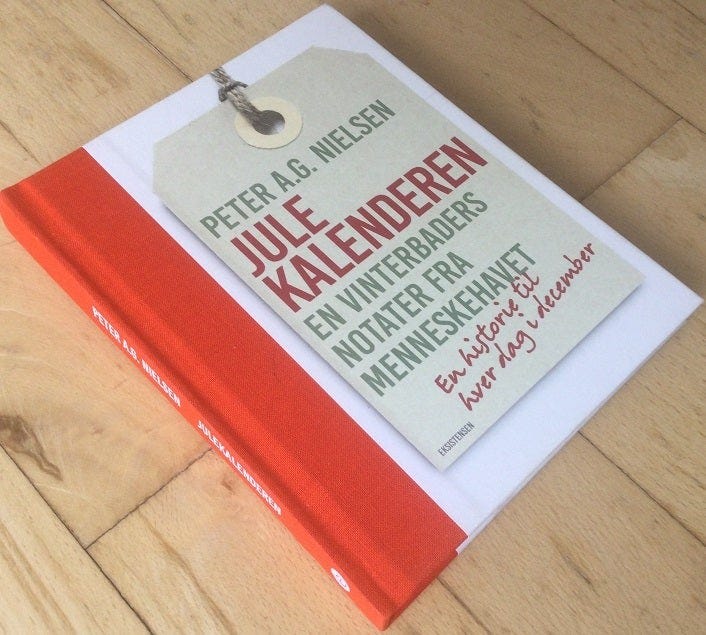 PETER A.G. NIELSEN
JULE
KALENDEREN
EN VINTERBADERS
NOTATER FRA
MENNESKEHAVET
En historie til
hver dag i december
EKSISTENSEN
PETER A.G. NIELSEN JULEKALENDEREN